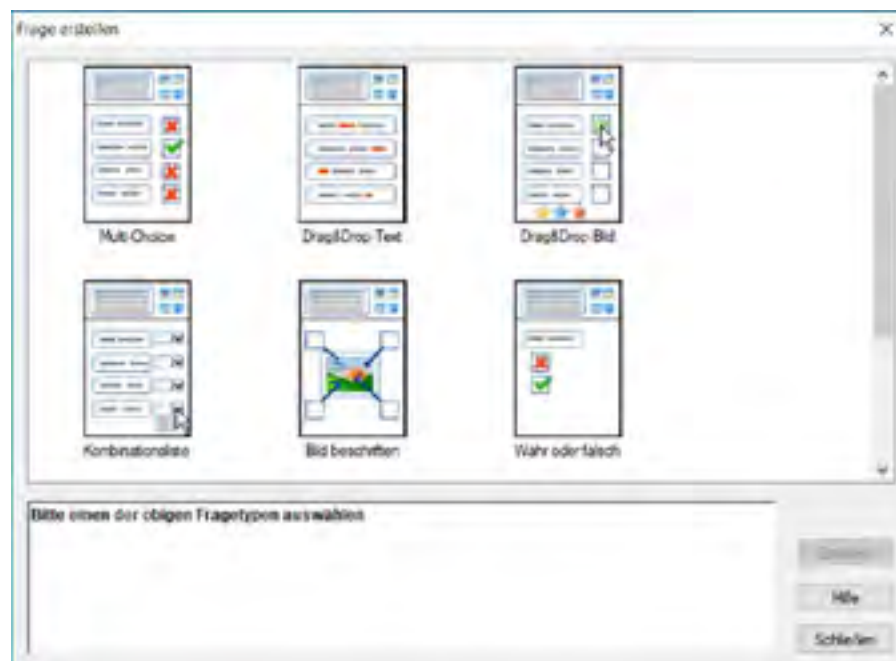 Frage erstellen
Multi-Choice
Drag&Drop-Text
Drag&Drop-Bild
Kombinationsliste
Bild beschriften
Wahr oder falsch
Bitte einen der obigen Fragetypen auswählen
Hilfe
Schließen